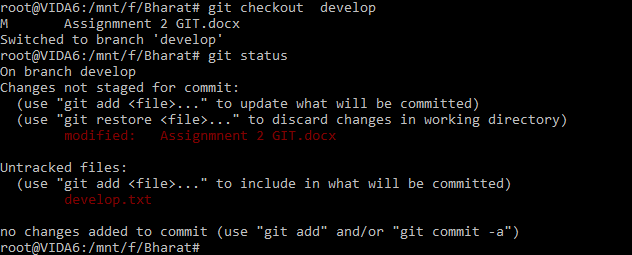 root@VIDA6:/mnt/f/Bharat# git checkout  develop
M       Assignmnent 2 GIT.docx
Switched to branch 'develop'
root@VIDA6:/mnt/f/Bharat# git status
On branch develop
Changes not staged for commit:
  (use "git add <file>..." to update what will be committed)
  (use "git restore <file>..." to discard changes in working directory)
        modified:   Assignmnent 2 GIT.docx

Untracked files:
  (use "git add <file>..." to include in what will be committed)
        develop.txt

no changes added to commit (use "git add" and/or "git commit -a")
root@VIDA6:/mnt/f/Bharat#